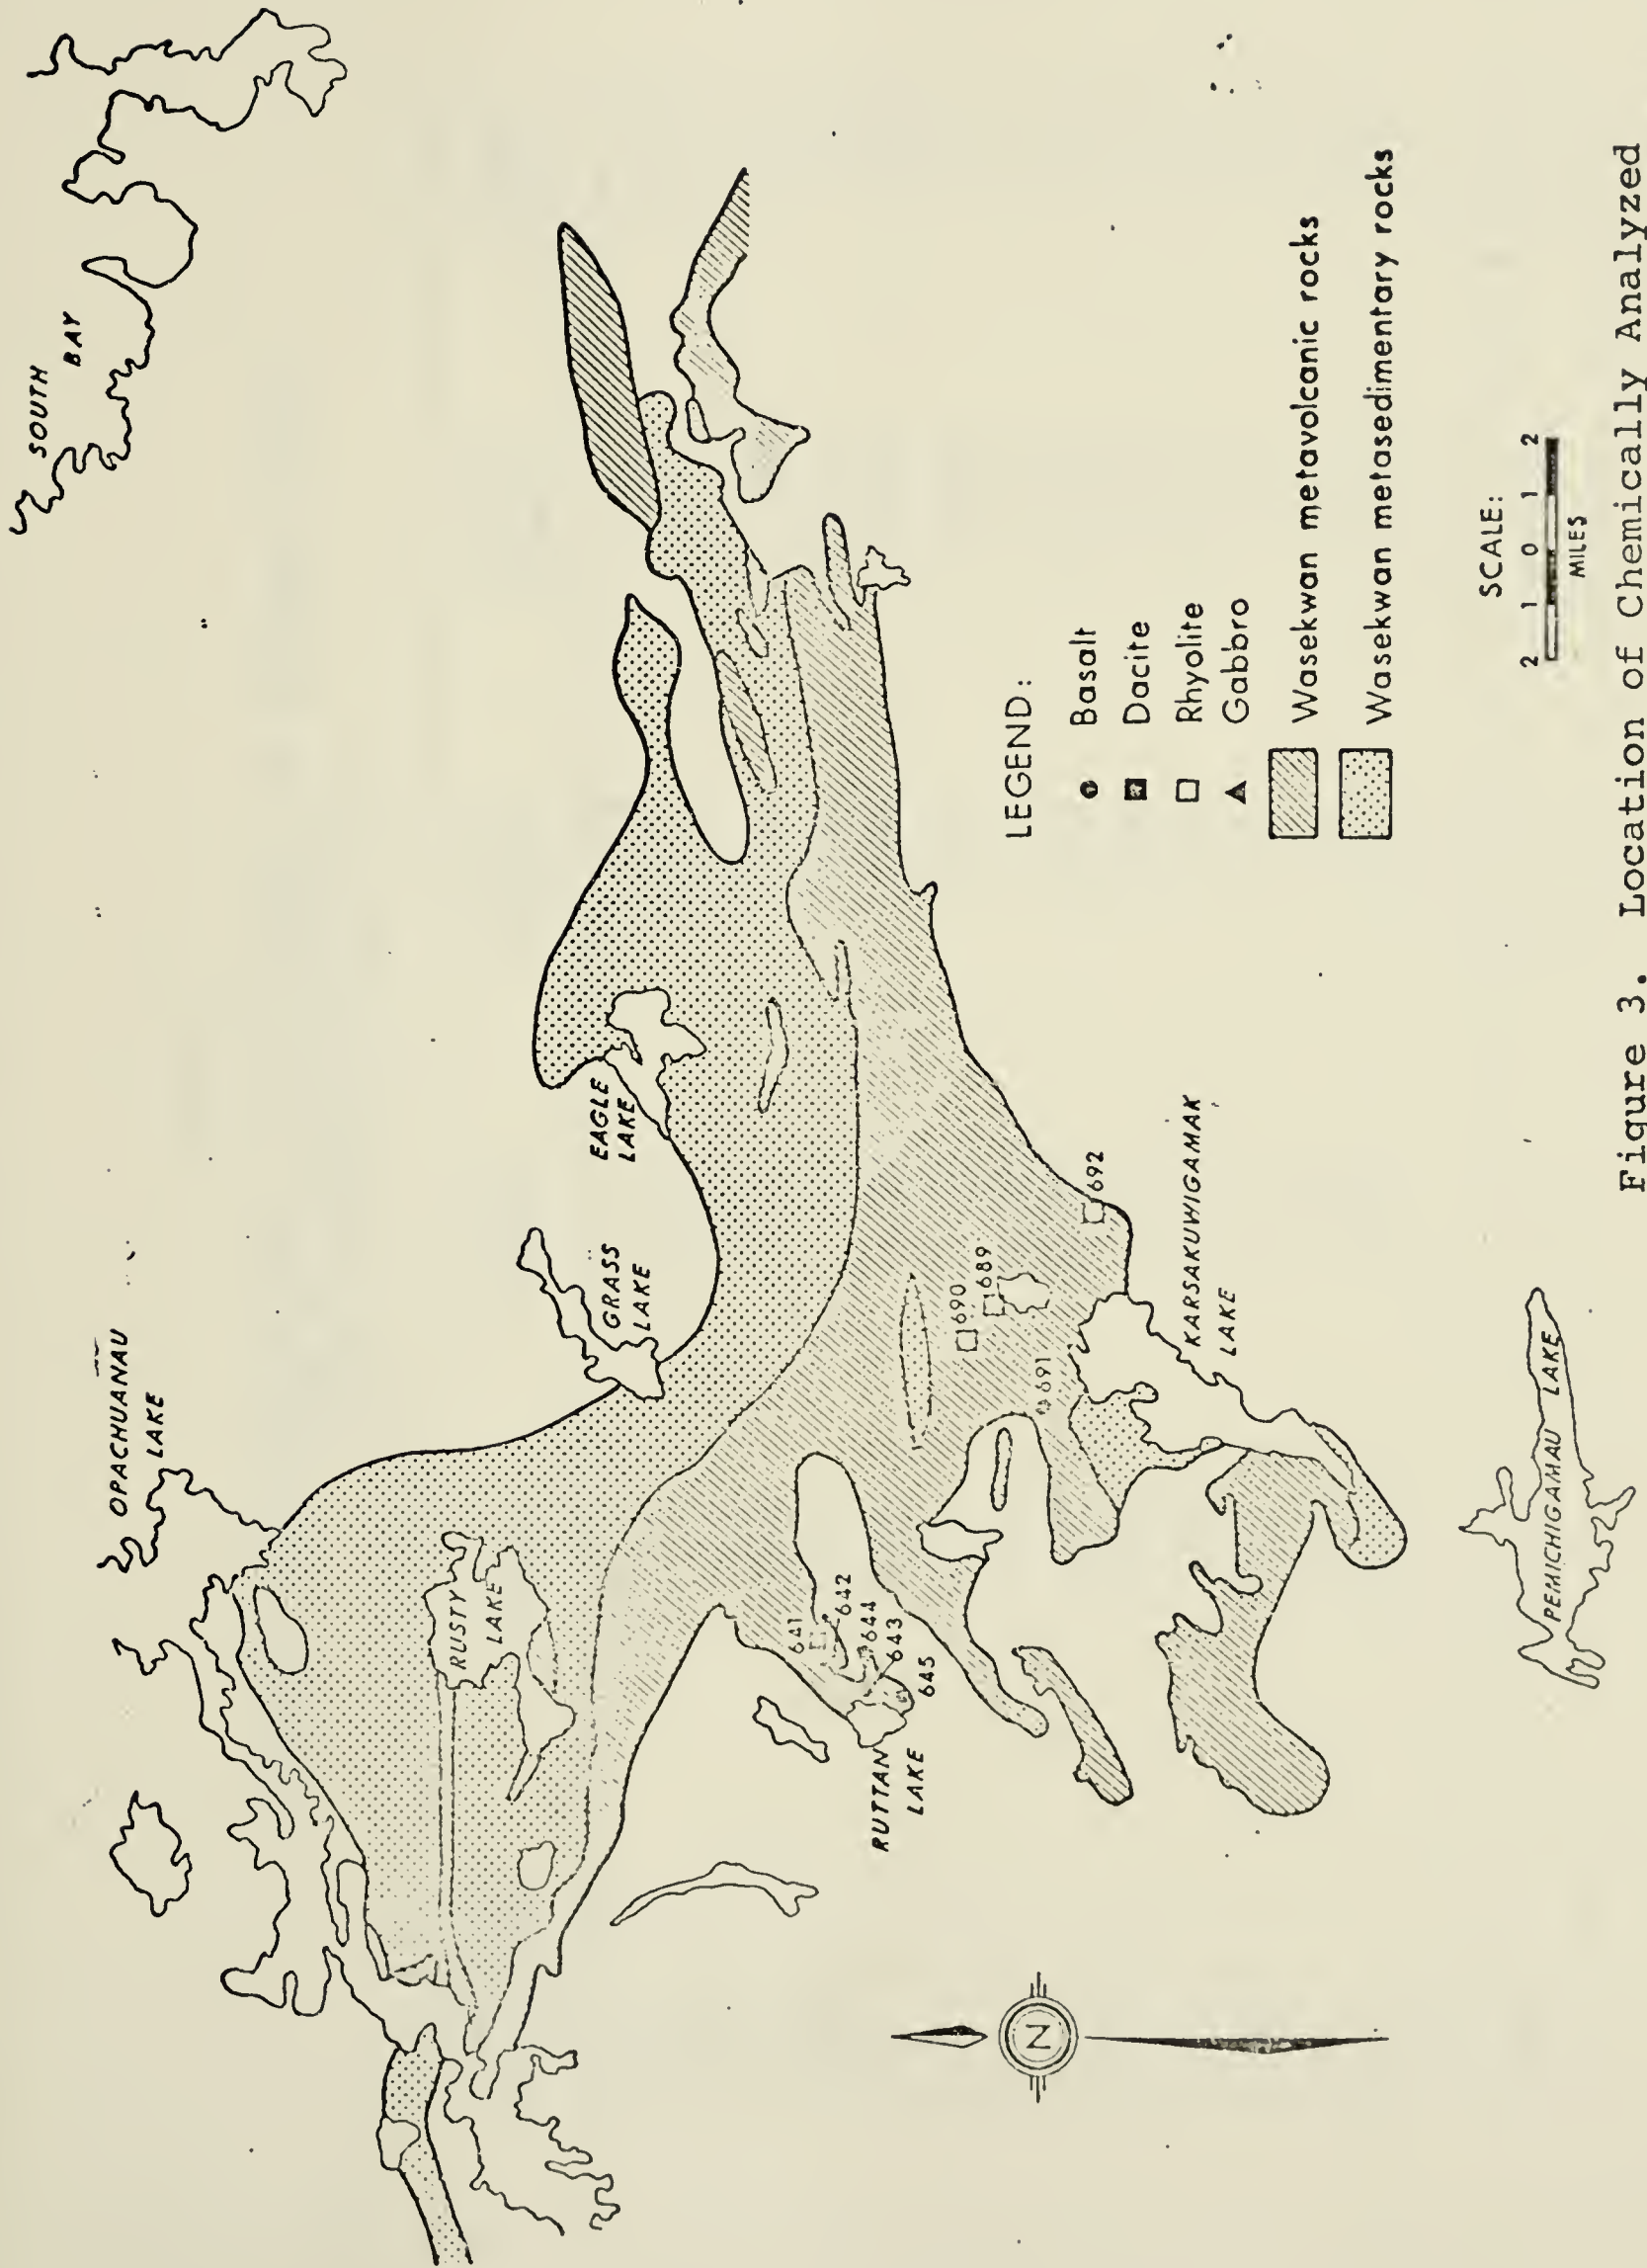 SOUTH
BAY
OPACHUANAU
LAKE
EAGLE
LAKE
GRASS
LAKE
RUSTY
LAKE
641
642
644
643
645
RUTTAN
LAKE
690
689
691
692
KARSAKUWIGAMAK
LAKE
PEMICHIGAMAU LAKE
N
LEGEND:
Basalt
Dacite
Rhyolite
Gabbro
Wasekwan metavolcanic rocks
Wasekwan metasedimentary rocks
SCALE:
2 1 0 1 2
MILES
Figure 3. Location of Chemically Analyzed